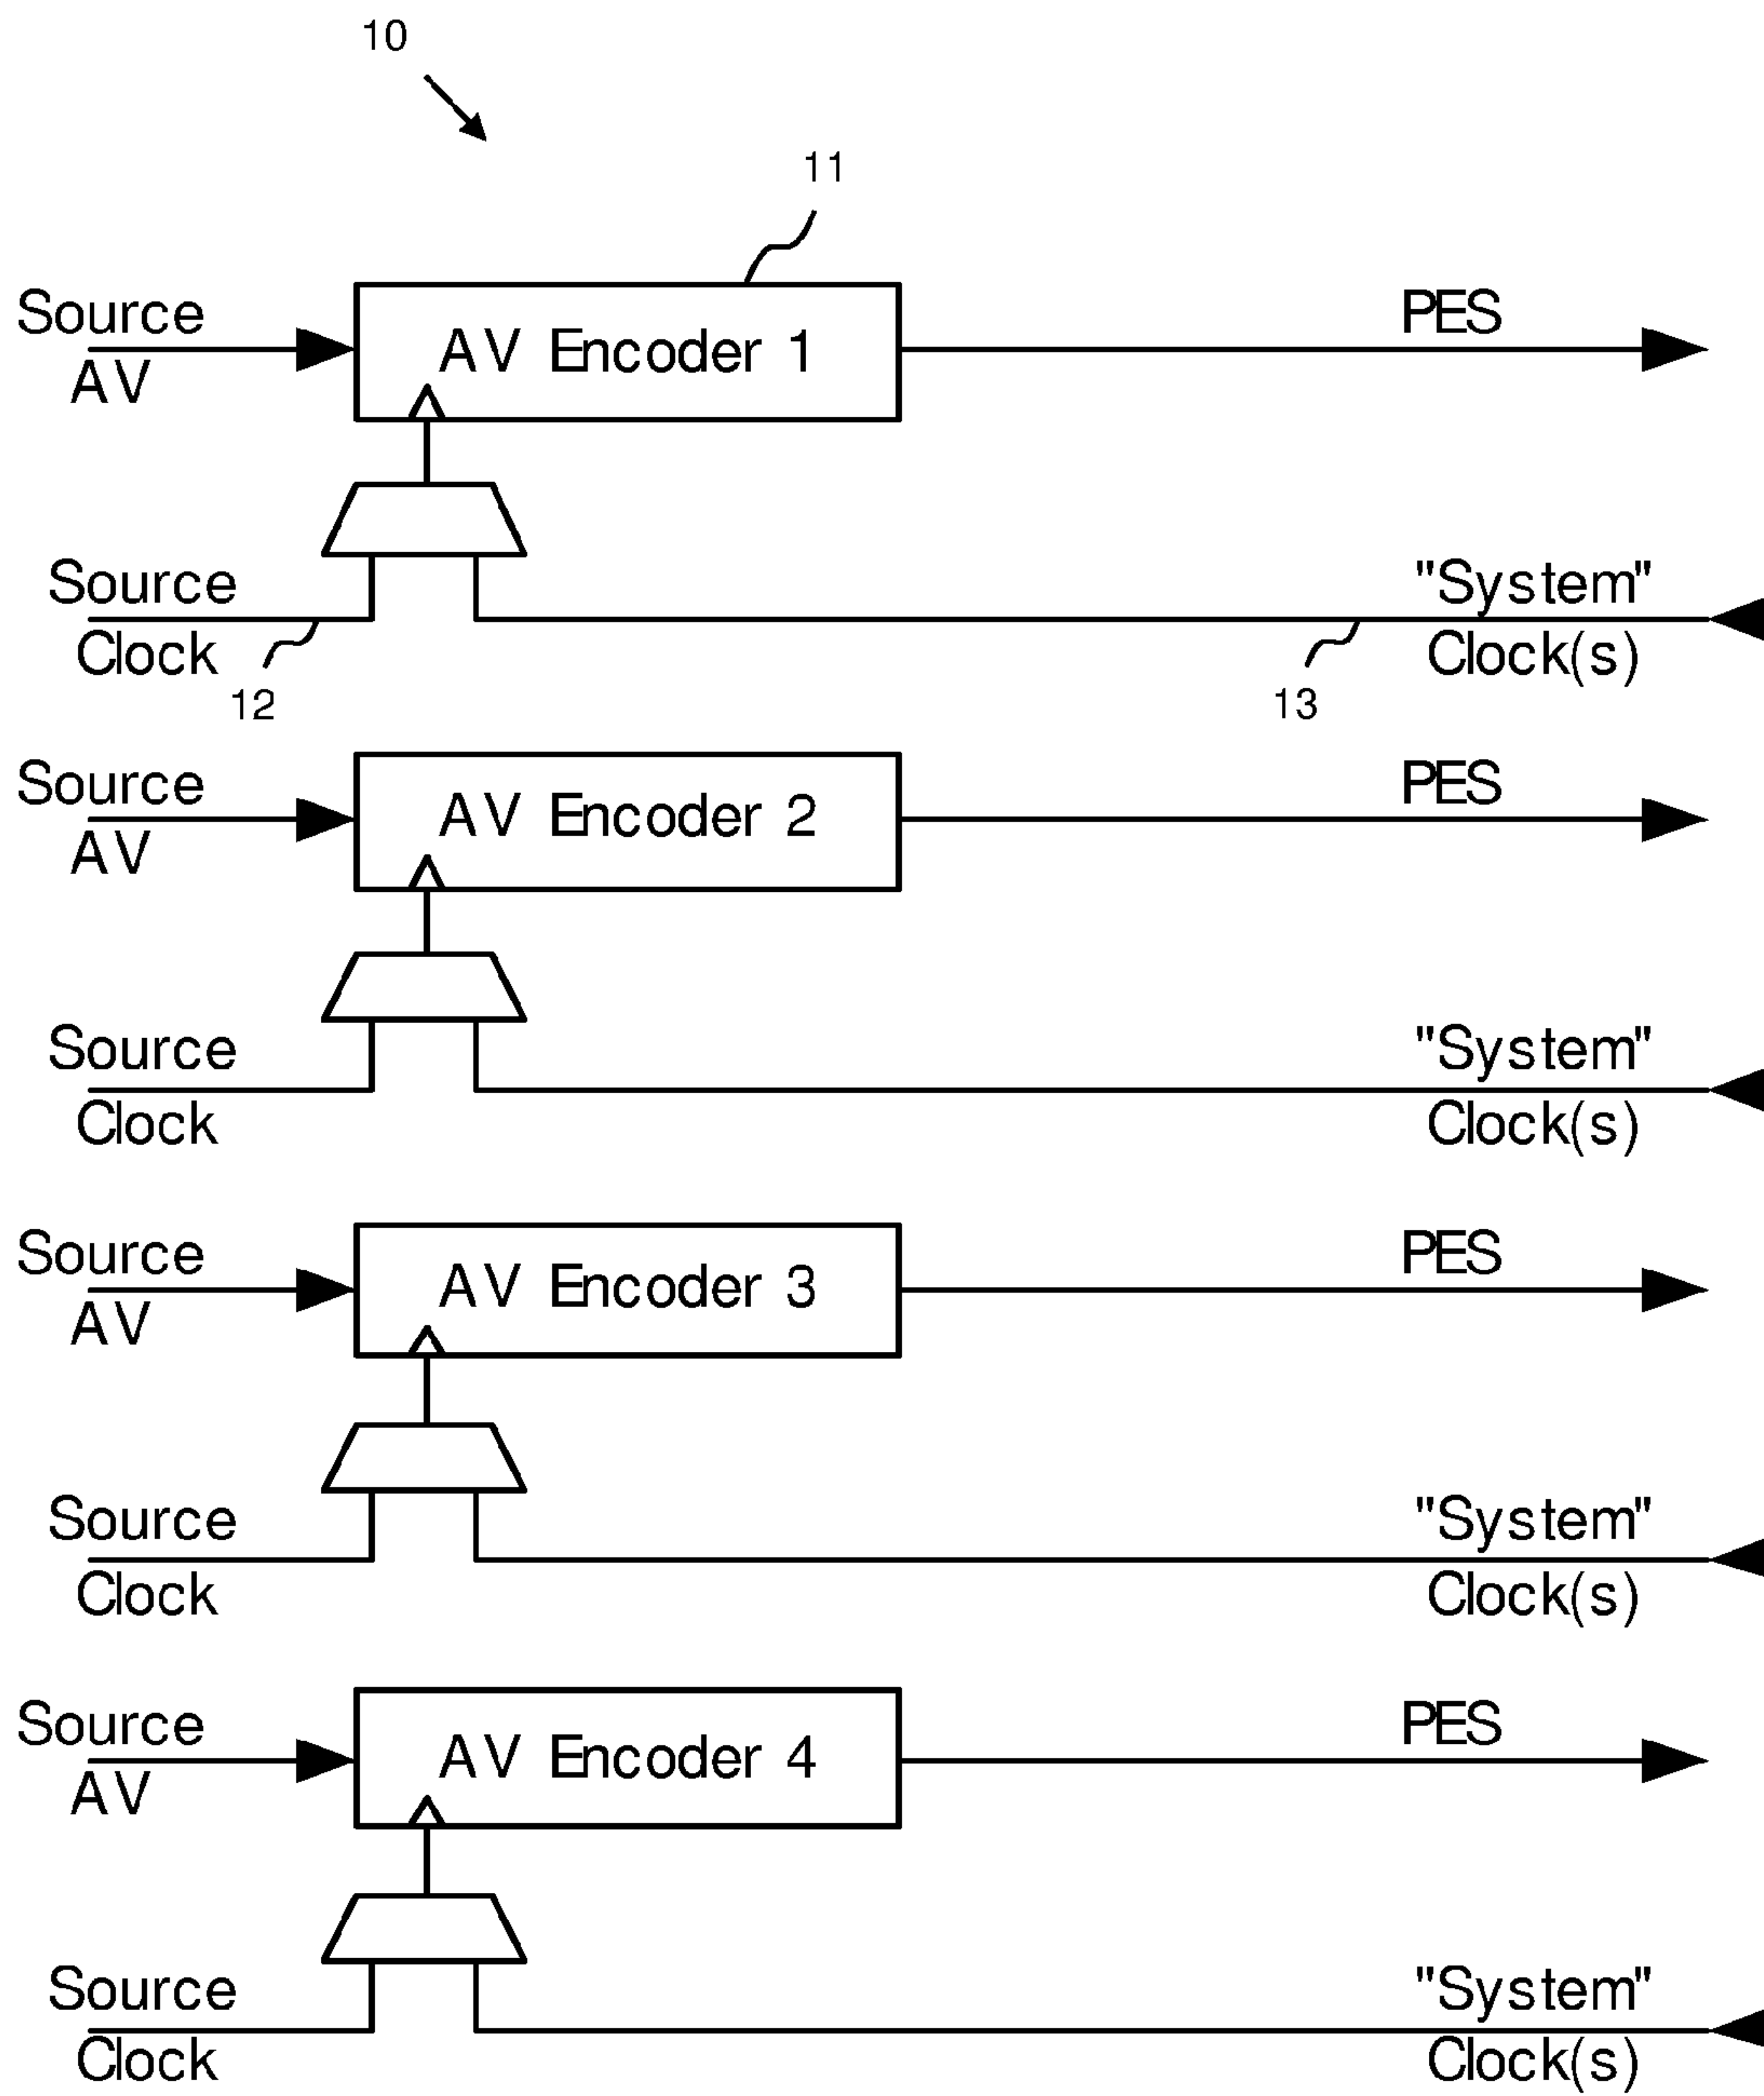 10
11
Source
AV
AV Encoder 1
PES
Source
Clock
"System"
Clock(s)
12
13
Source
AV
AV Encoder 2
PES
Source
Clock
"System"
Clock(s)
Source
AV
AV Encoder 3
PES
Source
Clock
"System"
Clock(s)
Source
AV
AV Encoder 4
PES
Source
Clock
"System"
Clock(s)